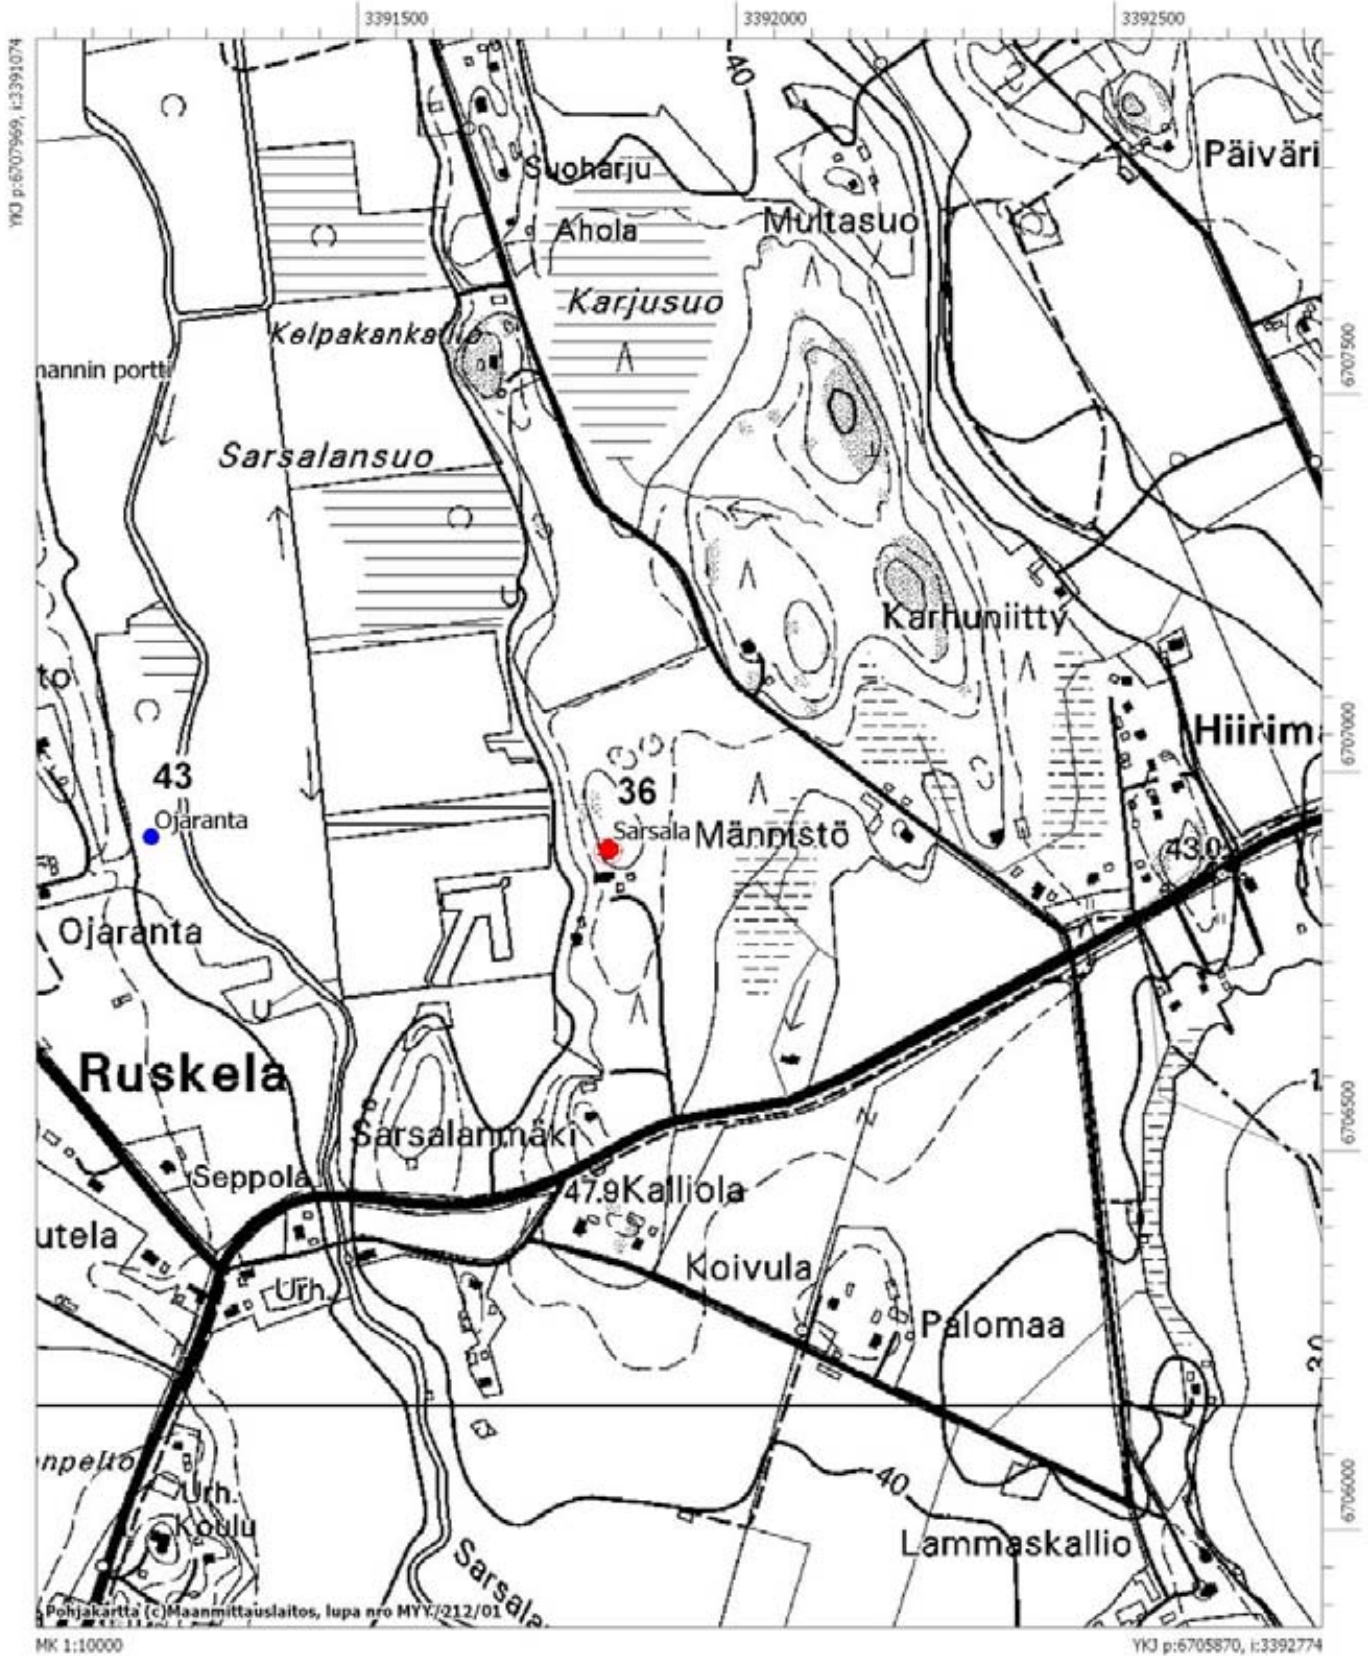 3391500
3392000
3392500
YKJ p:6707969, i:3391074
40
Päiväri
Suoharju
Multasuo
Ahola
Karjusuo
Kelpakankallio
mannin portti
6707500
Sarsalansuo
Karhuniitty
to
6707000
Hiirim
43
36
Ojaranta
Sarsala
Männistö
43.0
Ojaranta
Ruskela
6706500
Sarsalanmäki
Seppola
47.9
Kalliola
utela
Koivula
Urh.
Palomaa
npelto
40
6706000
Urh.
Koulu
Lammaskallio
Sarsala
Pohjakartta (c)Maanmittauslaitos, lupa nro MYY/212/01
MK 1:10000
YKJ p:6705870, i:3392774